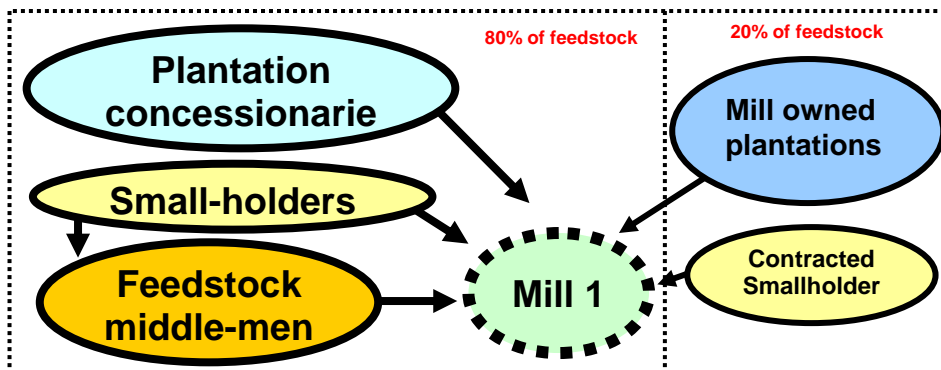 80% of feedstock
20% of feedstock
Plantation
concessionarie
Mill owned
plantations
Small-holders
Contracted
Smallholder
Feedstock
middle-men
Mill 1